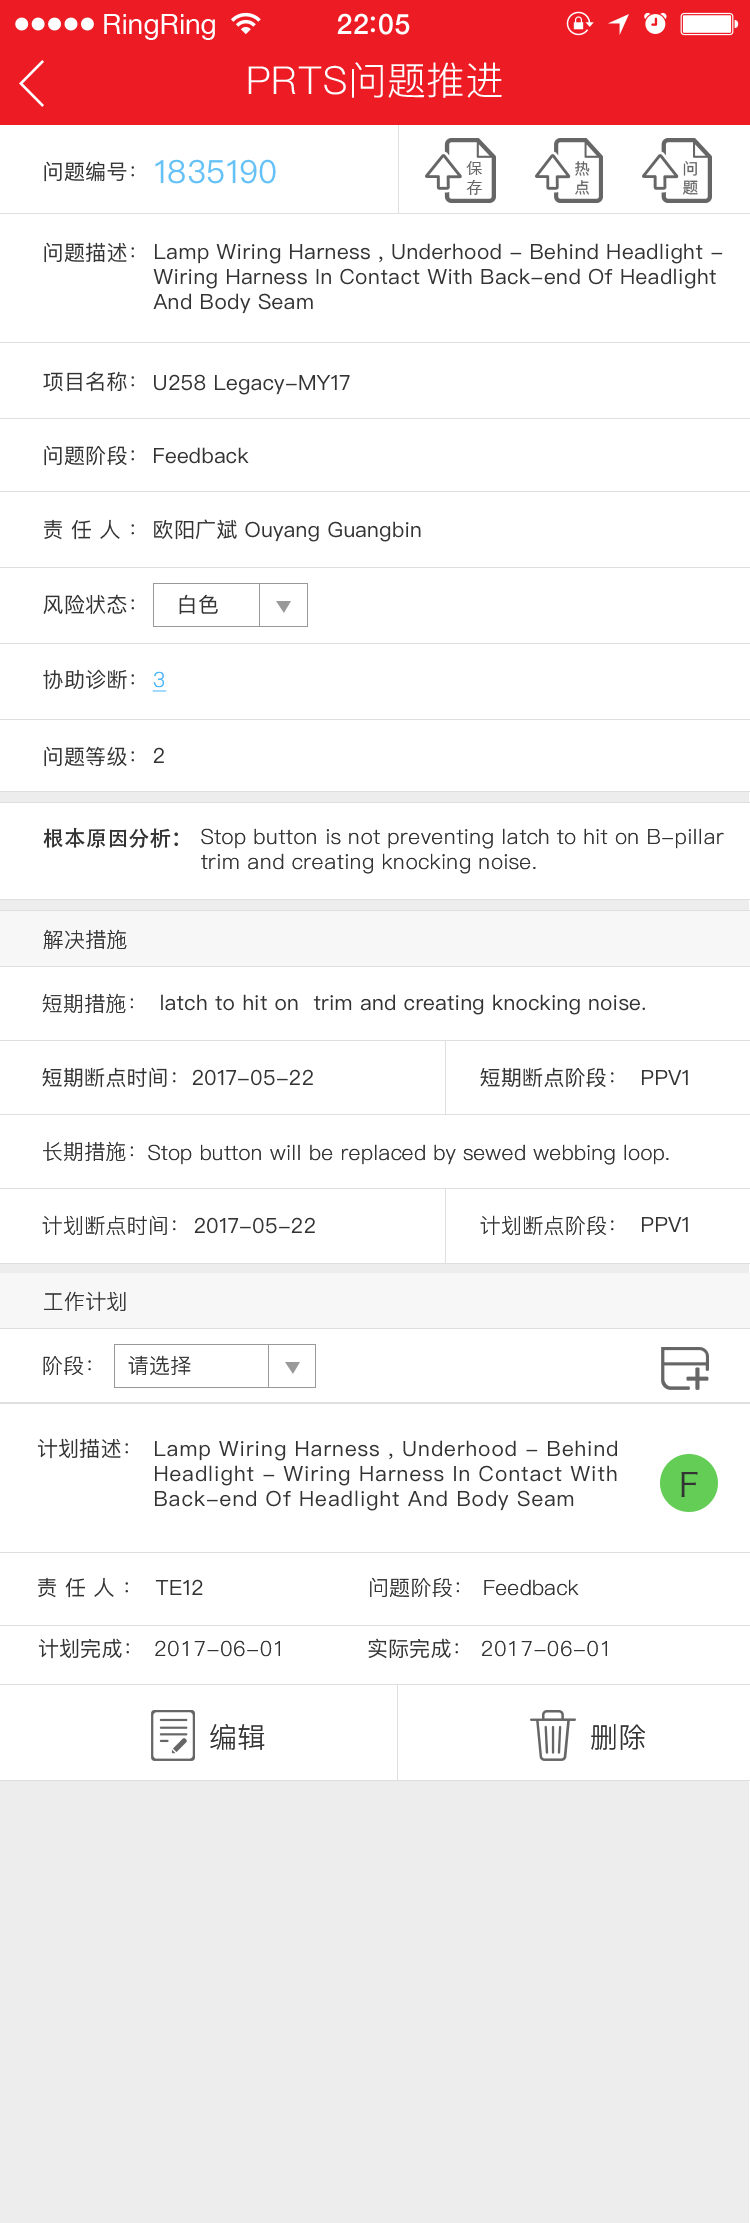 RingRing 22:05
PRTS问题推进
问题编号： 1835190 保存 热点 问题
问题描述： Lamp Wiring Harness , Underhood – Behind Headlight –
Wiring Harness In Contact With Back–end Of Headlight
And Body Seam
项目名称： U258 Legacy–MY17
问题阶段： Feedback
责 任 人 ： 欧阳广斌 Ouyang Guangbin
风险状态： 白色
协助诊断： 3
问题等级： 2
根本原因分析： Stop button is not preventing latch to hit on B–pillar
trim and creating knocking noise.
解决措施
短期措施： latch to hit on trim and creating knocking noise.
短期断点时间： 2017–05–22 短期断点阶段： PPV1
长期措施： Stop button will be replaced by sewed webbing loop.
计划断点时间： 2017–05–22 计划断点阶段： PPV1
工作计划
阶段： 请选择
计划描述： Lamp Wiring Harness , Underhood – Behind
Headlight – Wiring Harness In Contact With
Back–end Of Headlight And Body Seam
F
责 任 人 ： TE12 问题阶段： Feedback
计划完成： 2017–06–01 实际完成： 2017–06–01
编辑 删除